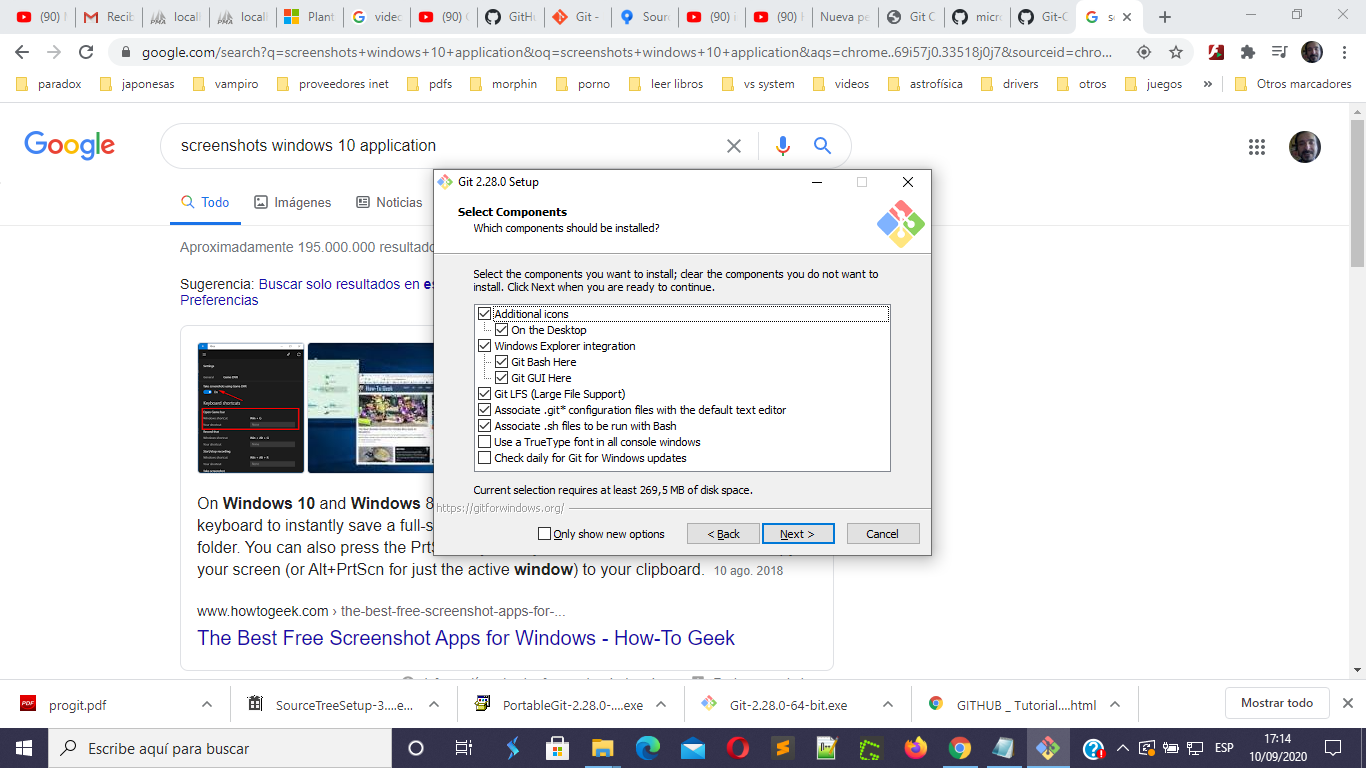 (90) I
Recib
locall
locall
Plant
videc
(90) (
GitHu
Git -
Sourc
(90) i
(90) H
Nueva pe
Git C
micro
Git-C
google.com/search?q=screenshots+windows+10+application&oq=screenshots+windows+10+application&aqs=chrome..69i57j0.33518j0j7&sourceid=chro...
paradox
japonesas
vampiro
proveedores inet
pdfs
morphin
porno
leer libros
vs system
videos
astrofísica
drivers
otros
juegos
»
Otros marcadores
Google
screenshots windows 10 application
Todo
Imágenes
Noticias
Aproximadamente 195.000.000 resultado
Sugerencia: Buscar solo resultados en es
Preferencias
Git 2.28.0 Setup
Select Components
Which components should be installed?
Select the components you want to install; clear the components you do not want to
install. Click Next when you are ready to continue.
Additional icons
On the Desktop
Windows Explorer integration
Git Bash Here
Git GUI Here
Git LFS (Large File Support)
Associate .git* configuration files with the default text editor
Associate .sh files to be run with Bash
Use a TrueType font in all console windows
Check daily for Git for Windows updates
Current selection requires at least 269,5 MB of disk space.
https://gitforwindows.org/
Only show new options
< Back
Next >
Cancel
Keyboard shortcuts
On Windows 10 and Windows 8
keyboard to instantly save a full-s
folder. You can also press the PrtS
your screen (or Alt+PrtScn for just the active window) to your clipboard. 10 ago. 2018
www.howtogeek.com › the-best-free-screenshot-apps-for-...
The Best Free Screenshot Apps for Windows - How-To Geek
progit.pdf
SourceTreeSetup-3....e...
PortableGit-2.28.0-....exe
Git-2.28.0-64-bit.exe
GITHUB _ Tutorial....html
Mostrar todo
Escribe aquí para buscar
ESP
17:14
10/09/2020